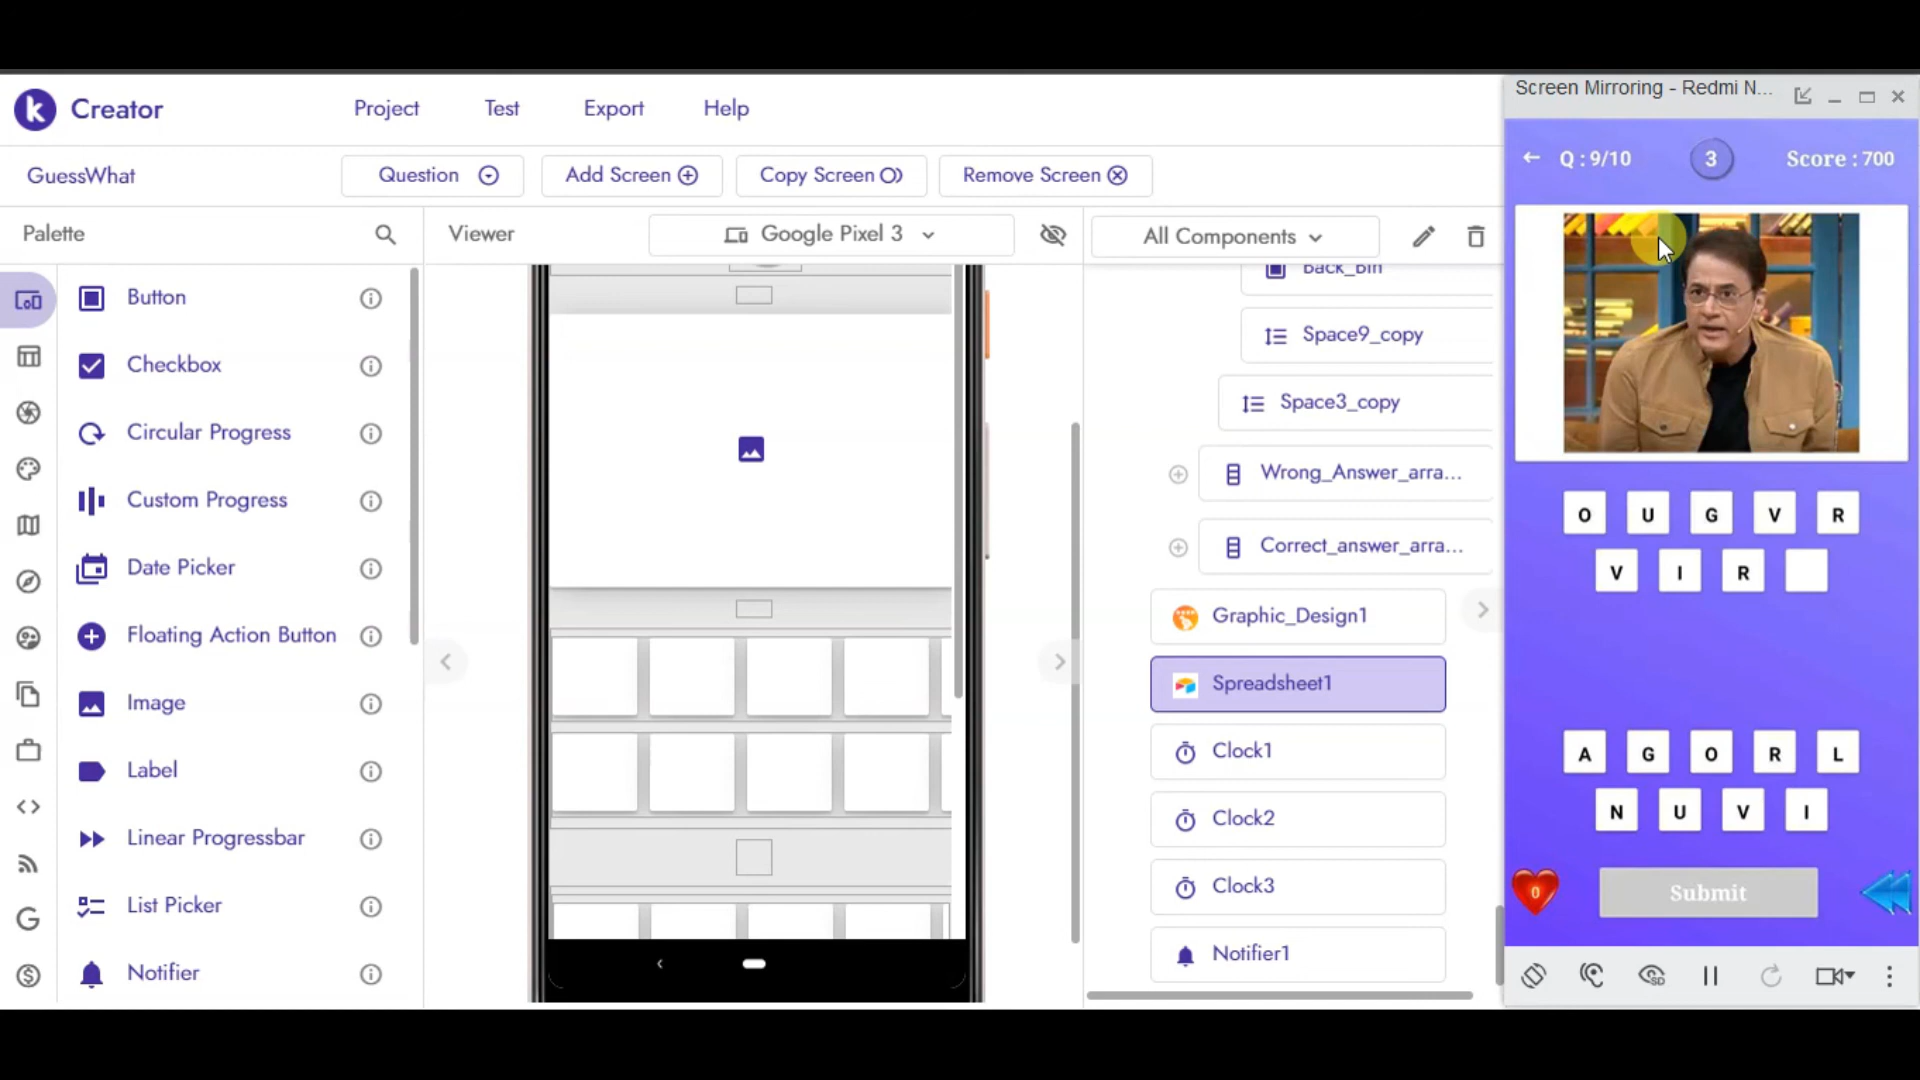 Creator
Project
Test
Export
Help
GuessWhat
Question
Add Screen
Copy Screen
Remove Screen
Palette
Viewer
Google Pixel 3
All Components
Button
Checkbox
Circular Progress
Custom Progress
Date Picker
Floating Action Button
Image
Label
Linear Progressbar
List Picker
Notifier
Back_btn
Space9_copy
Space3_copy
Wrong_Answer_arra...
Correct_answer_arra...
Graphic_Design1
Spreadsheet1
Clock1
Clock2
Clock3
Notifier1
Screen Mirroring - Redmi N...
Q : 9/10
3
Score : 700
O U G V R
V I R
A G O R L
N U V I
0
Submit
SD